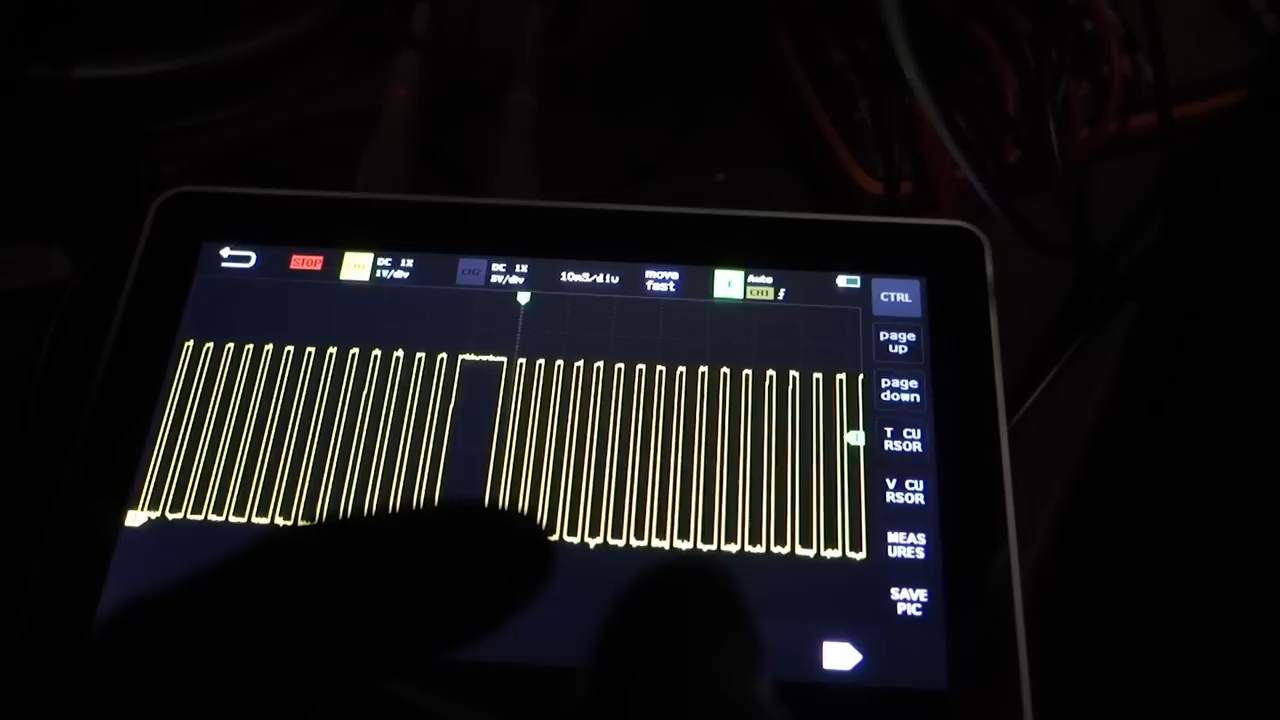 STOP
CH1
DC 1X
1V/div
CH2
DC 1X
5V/div
10mS/div
move
fast
Auto
CH1
CTRL
page
up
page
down
T CU
RSOR
V CU
RSOR
MEAS
URES
SAVE
PIC